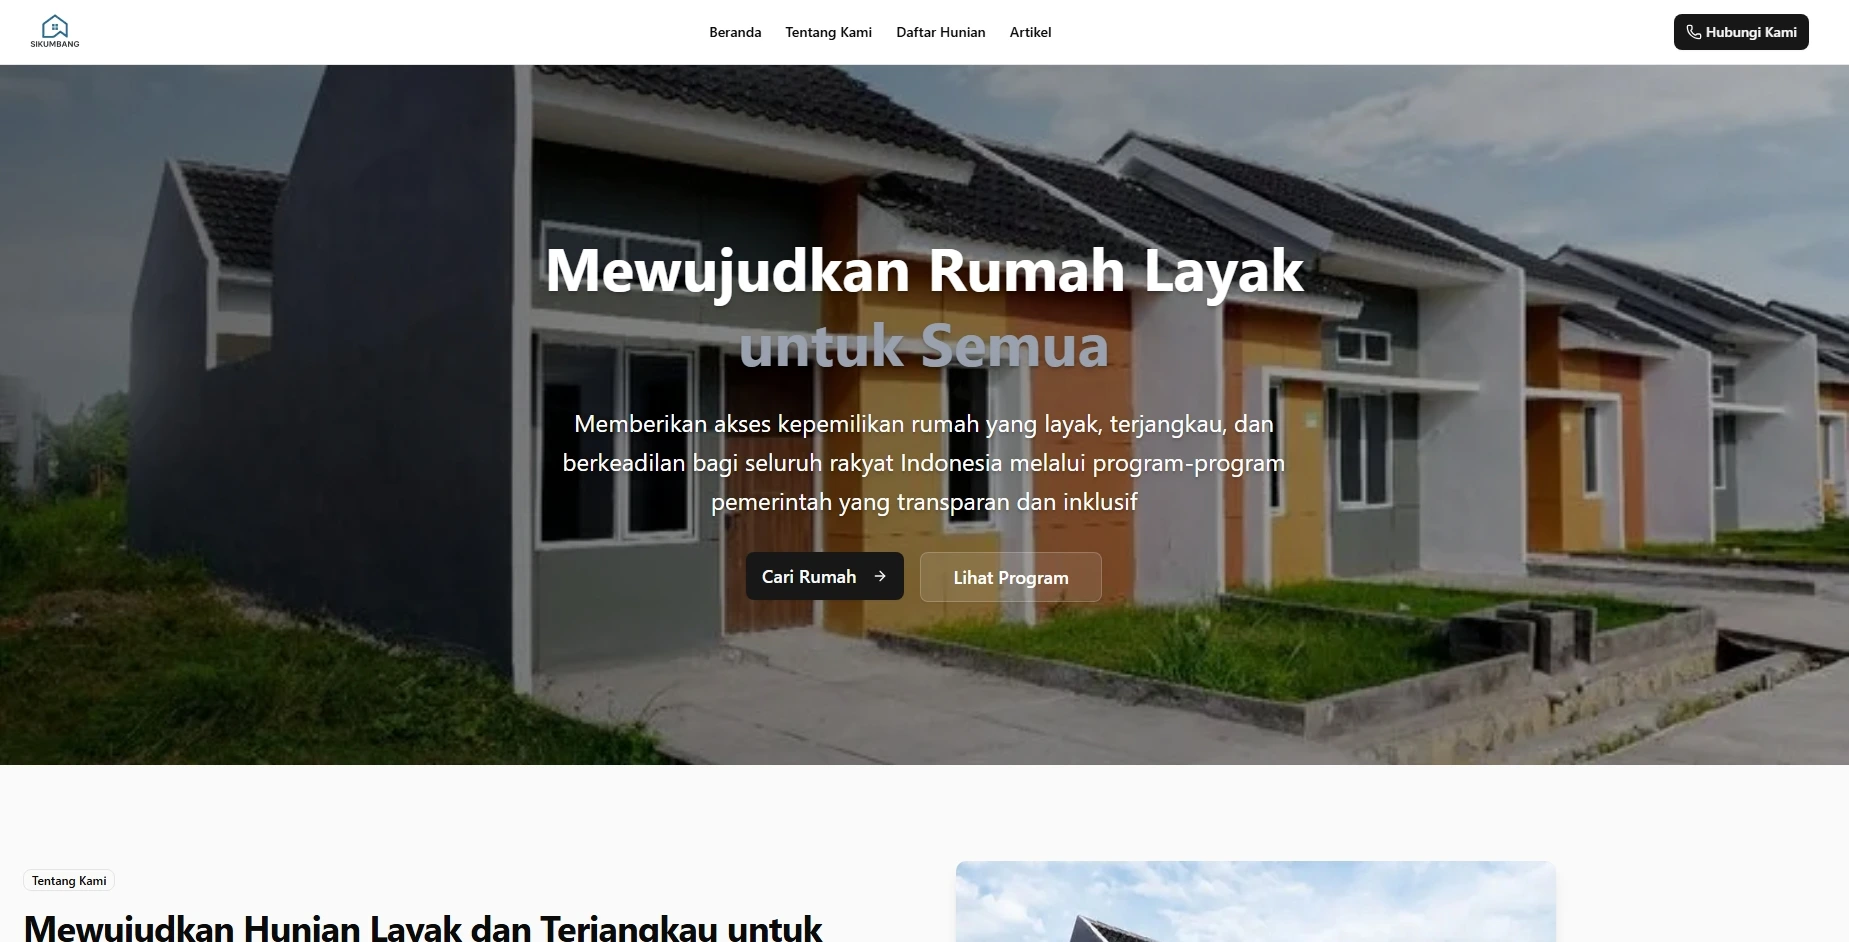 SIKUMBANG
Beranda
Tentang Kami
Daftar Hunian
Artikel
Hubungi Kami
Mewujudkan Rumah Layak
untuk Semua
Memberikan akses kepemilikan rumah yang layak, terjangkau, dan
berkeadilan bagi seluruh rakyat Indonesia melalui program-program
pemerintah yang transparan dan inklusif
Cari Rumah
Lihat Program
Tentang Kami
Mewujudkan Hunian Layak dan Terjangkau untuk